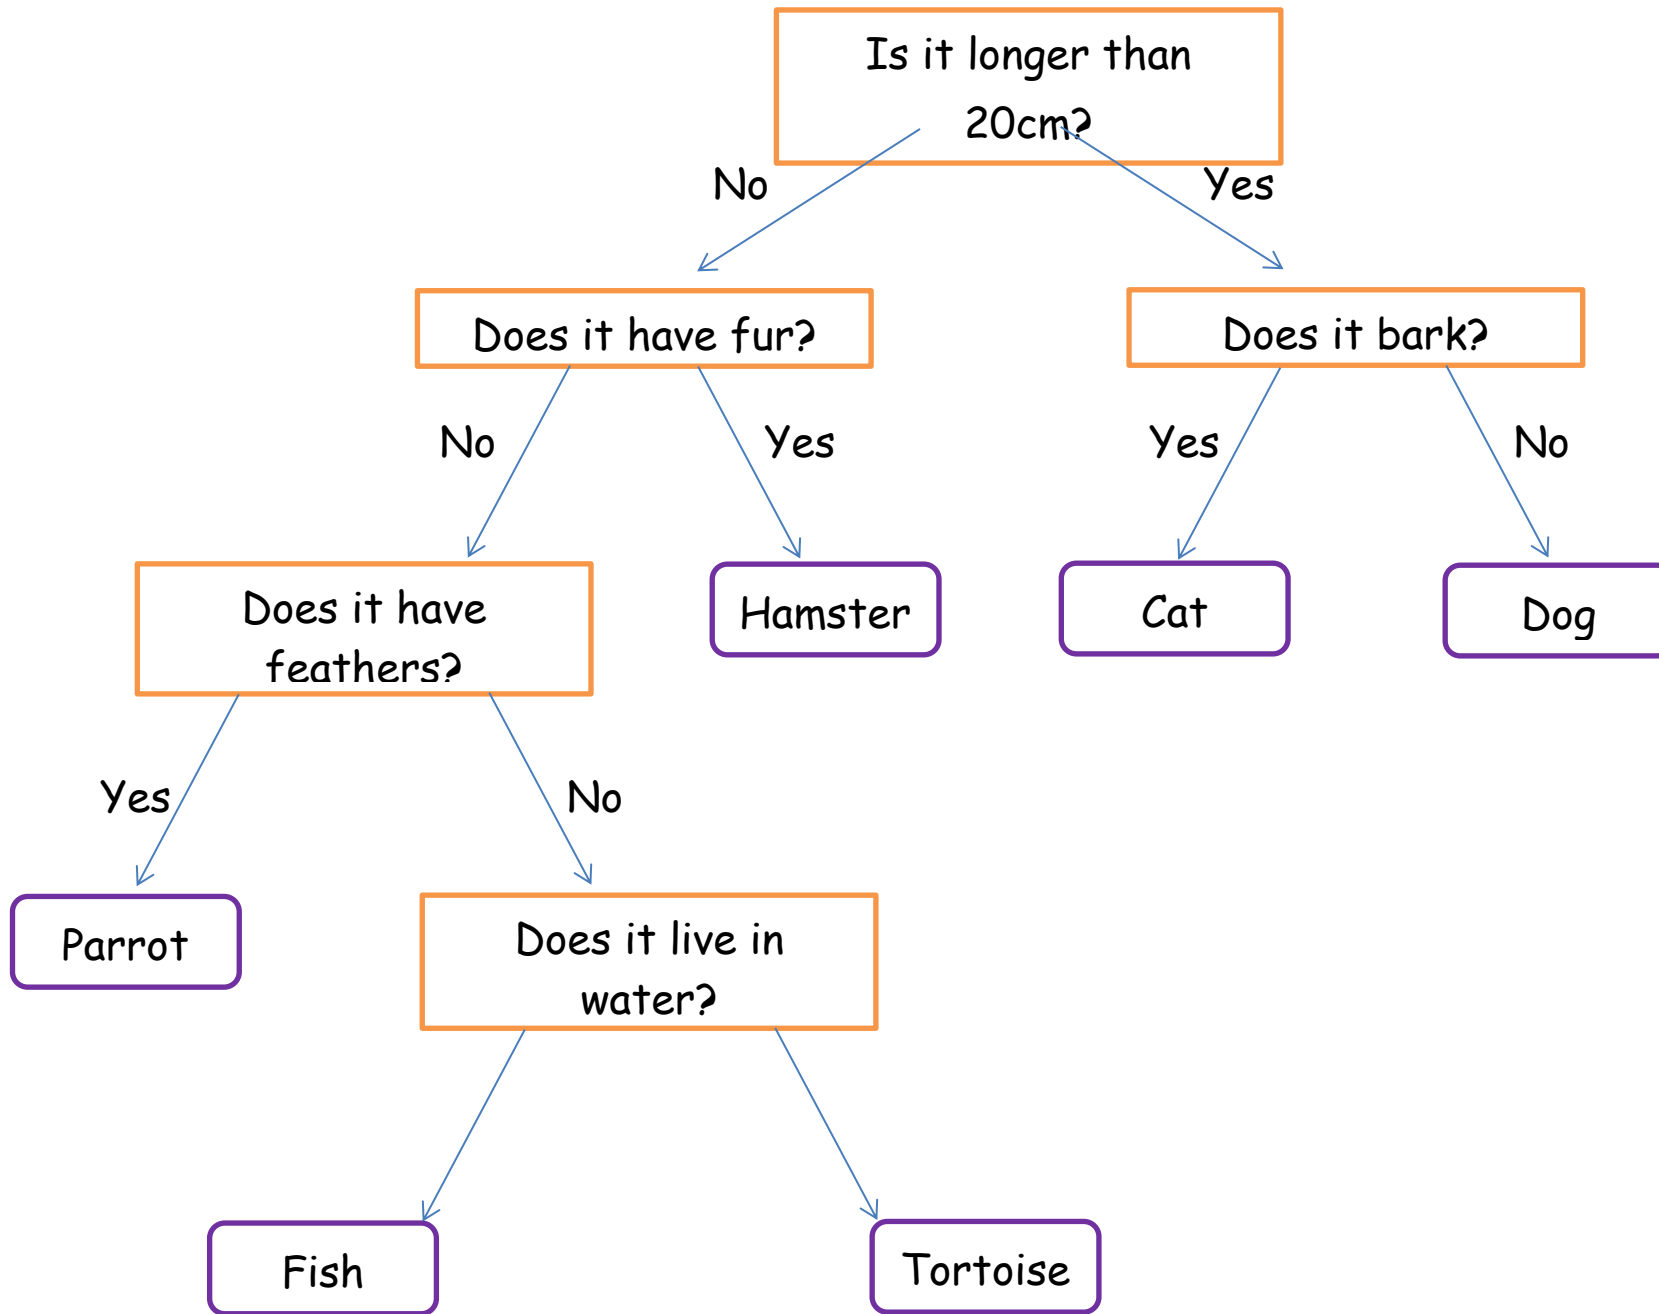 Is it longer than
20cm?
No
Yes
Does it have fur?
Does it bark?
No
Yes
Yes
No
Does it have
feathers?
Hamster
Cat
Dog
Yes
No
Parrot
Does it live in
water?
Fish
Tortoise